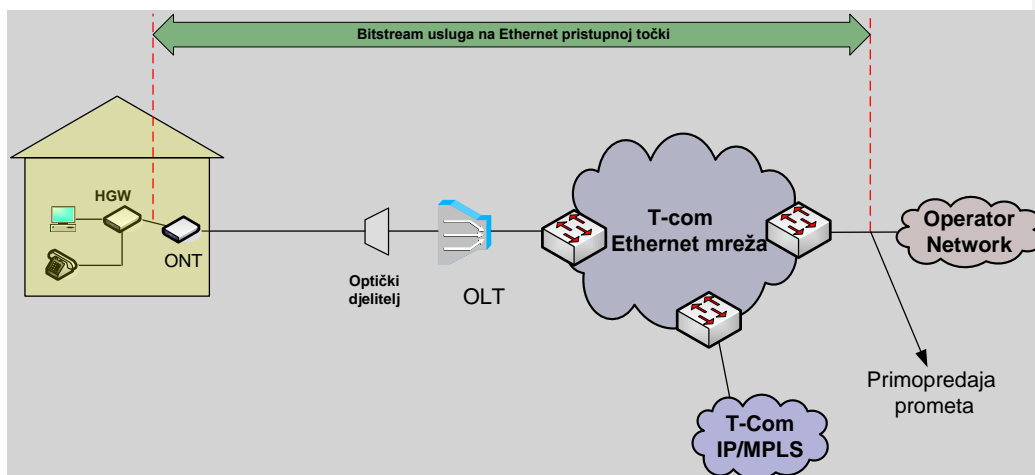 Bitstream usluga na Ethernet pristupnoj točki
HGW
ONT
Optički
djelitelj
OLT
T-com
Ethernet mreža
Operator
Network
Primopredaja
prometa
T-Com
IP/MPLS